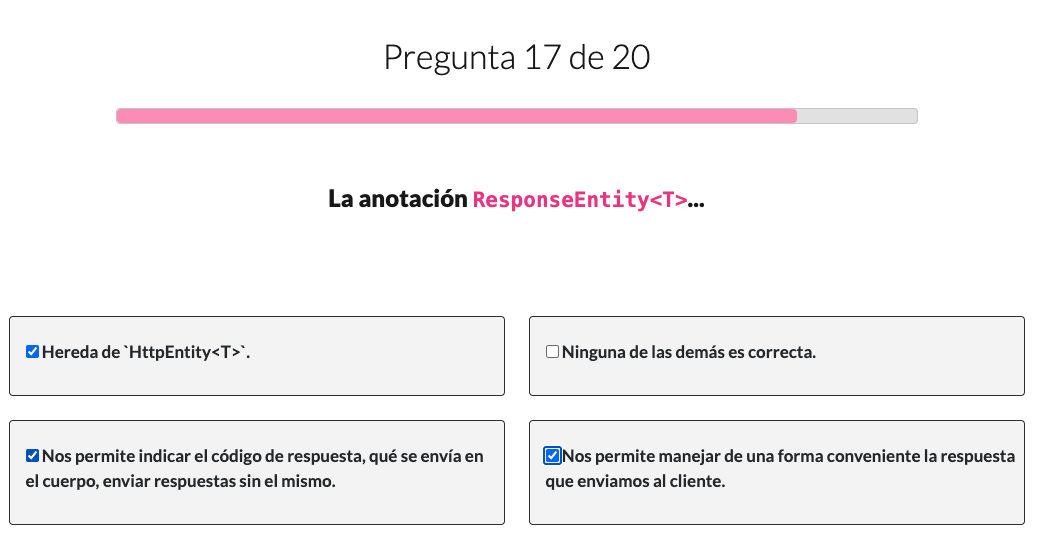 Pregunta 17 de 20
La anotación ResponseEntity<T>...
Hereda de `HttpEntity<T>`.
Ninguna de las demás es correcta.
Nos permite indicar el código de respuesta, qué se envía en
el cuerpo, enviar respuestas sin el mismo.
Nos permite manejar de una forma conveniente la respuesta
que enviamos al cliente.